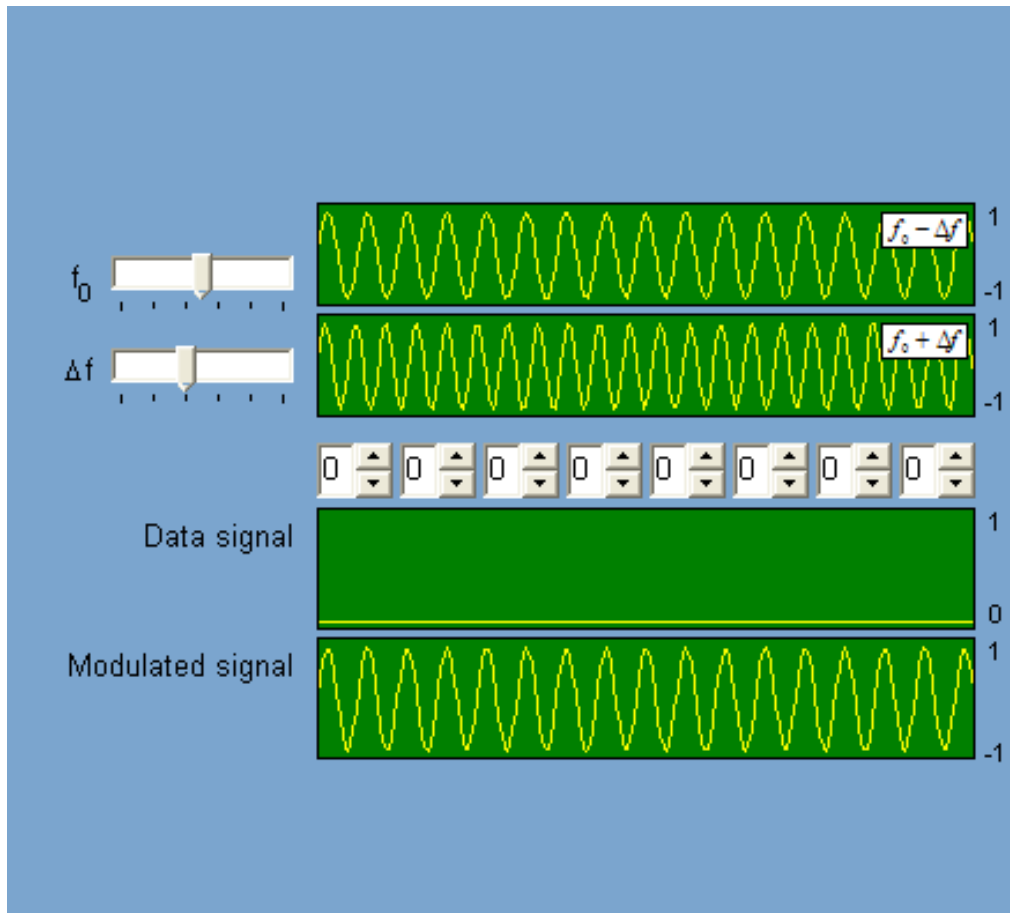 f₀ − Δf
1
-1
f₀
f₀ + Δf
1
-1
Δf
0 0 0 0 0 0 0 0
Data signal
1
0
Modulated signal
1
-1